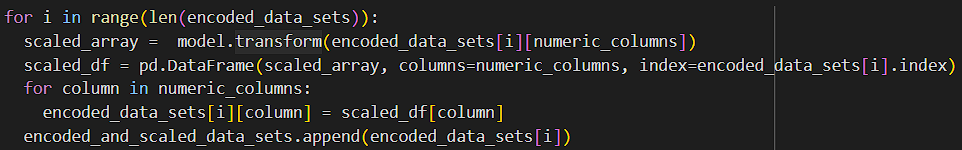 for i in range(len(encoded_data_sets)):
  scaled_array =  model.transform(encoded_data_sets[i][numeric_columns])
  scaled_df = pd.DataFrame(scaled_array, columns=numeric_columns, index=encoded_data_sets[i].index)
  for column in numeric_columns:
    encoded_data_sets[i][column] = scaled_df[column]
  encoded_and_scaled_data_sets.append(encoded_data_sets[i])